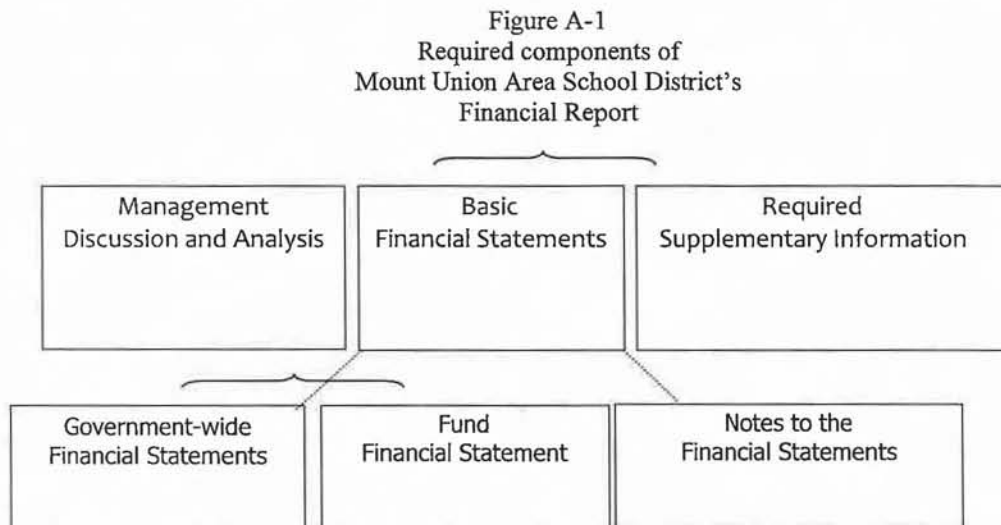 Figure A-1
Required components of
Mount Union Area School District's
Financial Report
Management
Discussion and Analysis
Basic
Financial Statements
Required
Supplementary Information
Government-wide
Financial Statements
Fund
Financial Statement
Notes to the
Financial Statements